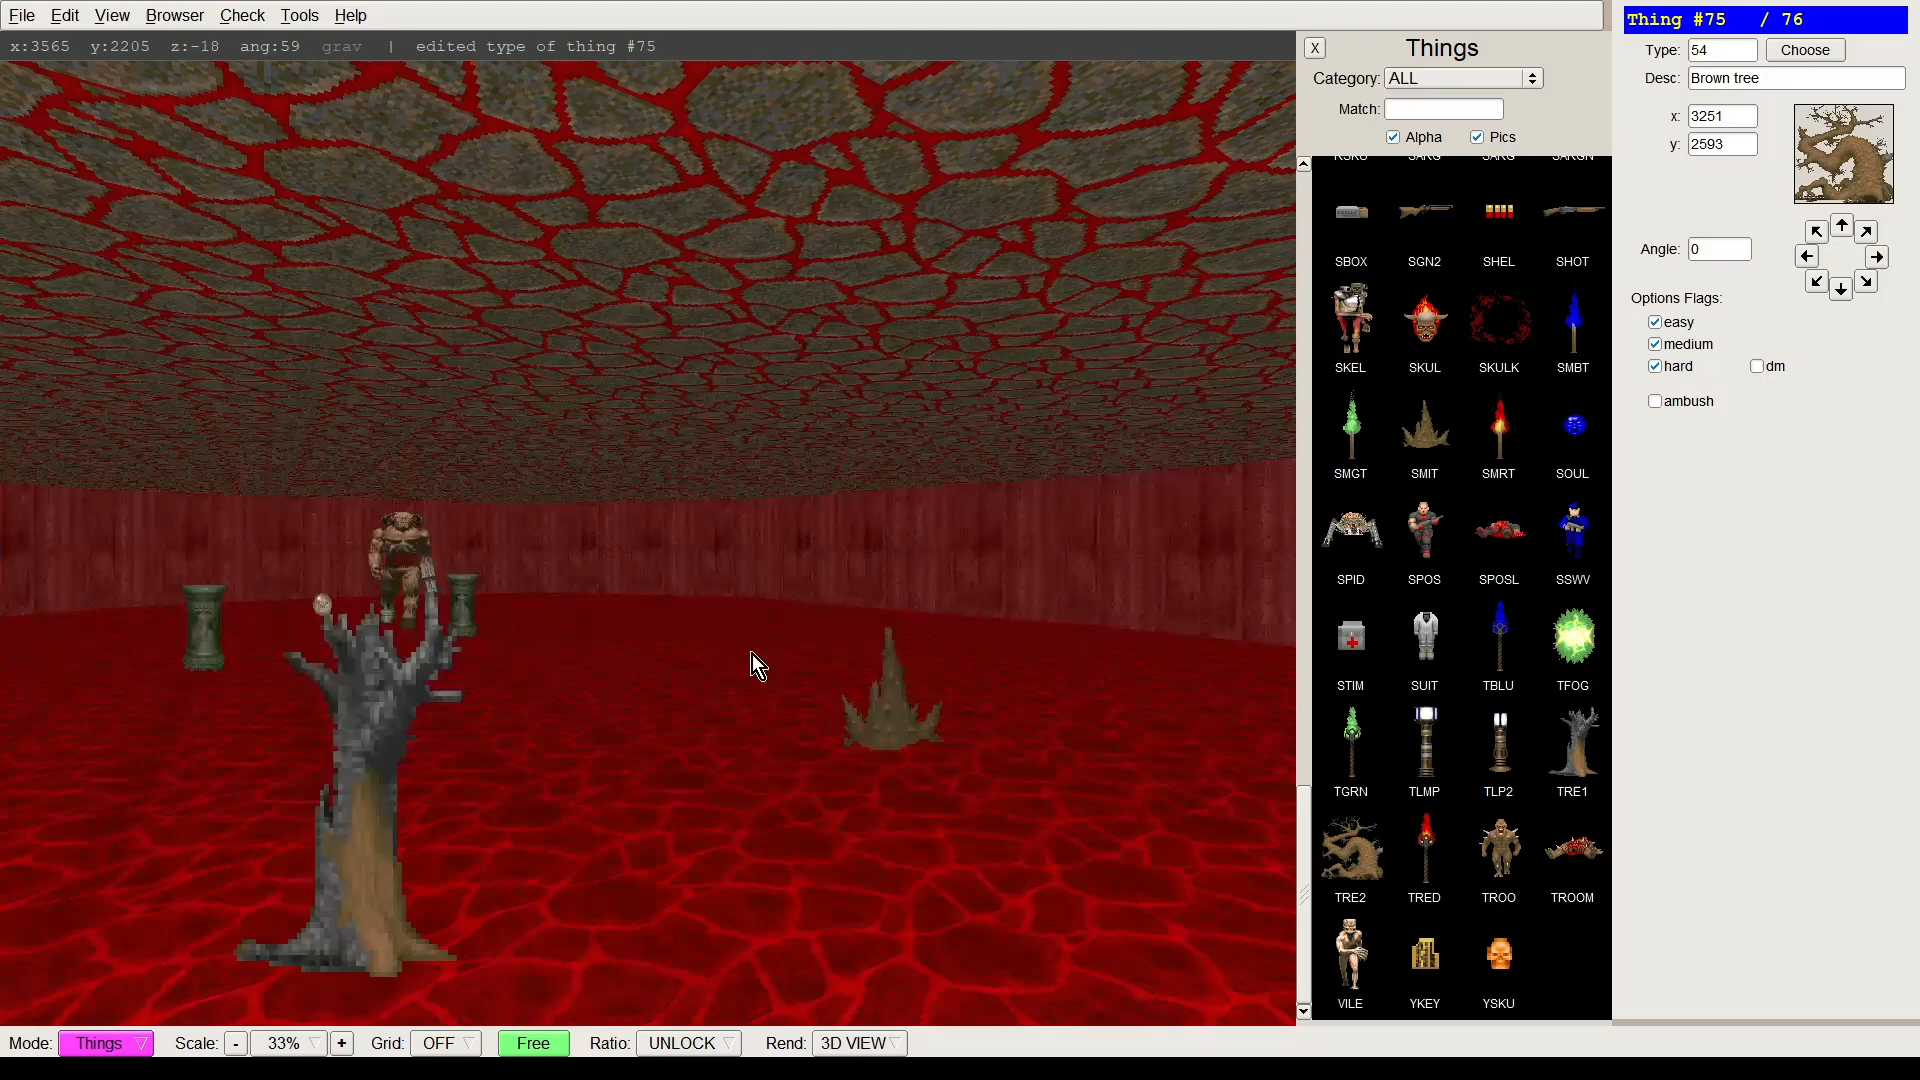 File Edit View Browser Check Tools Help
x:3565 y:2205 z:-18 ang:59 grav | edited type of thing #75
X Things
Category: ALL
Match:
Alpha Pics
SARG SARG SARGN
SBOX SGN2 SHEL SHOT
SKEL SKUL SKULK SMBT
SMGT SMIT SMRT SOUL
SPID SPOS SPOSL SSWV
STIM SUIT TBLU TFOG
TGRN TLMP TLP2 TRE1
TRE2 TRED TROO TROOM
VILE YKEY YSKU
Thing #75 / 76
Type: 54 Choose
Desc: Brown tree
x: 3251
y: 2593
Angle: 0
Options Flags:
easy
medium
hard dm
ambush
Mode: Things Scale: - 33% + Grid: OFF Free Ratio: UNLOCK Rend: 3D VIEW